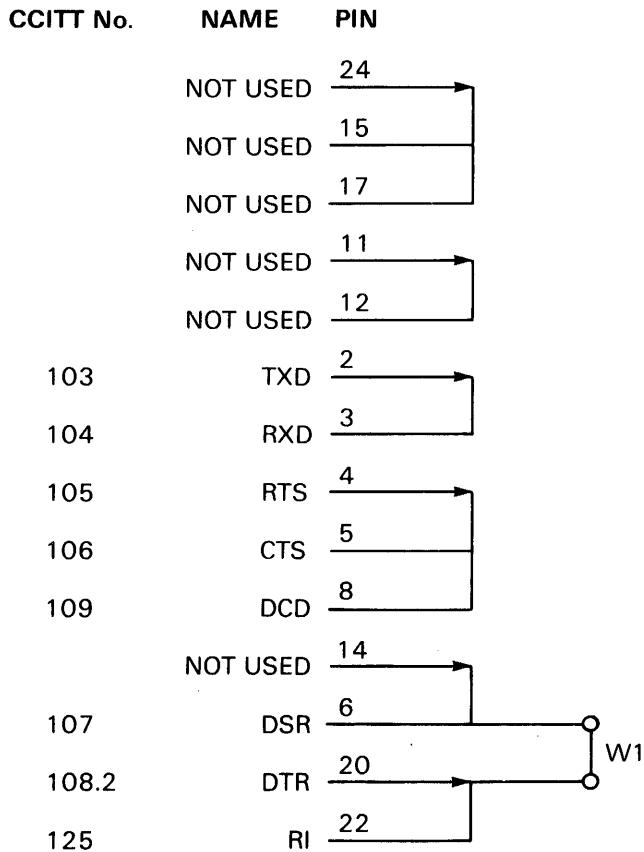 CCITT No. NAME PIN
NOT USED 24
NOT USED 15
NOT USED 17
NOT USED 11
NOT USED 12
103 TXD 2
104 RXD 3
105 RTS 4
106 CTS 5
109 DCD 8
NOT USED 14
107 DSR 6
W1
108.2 DTR 20
125 RI 22